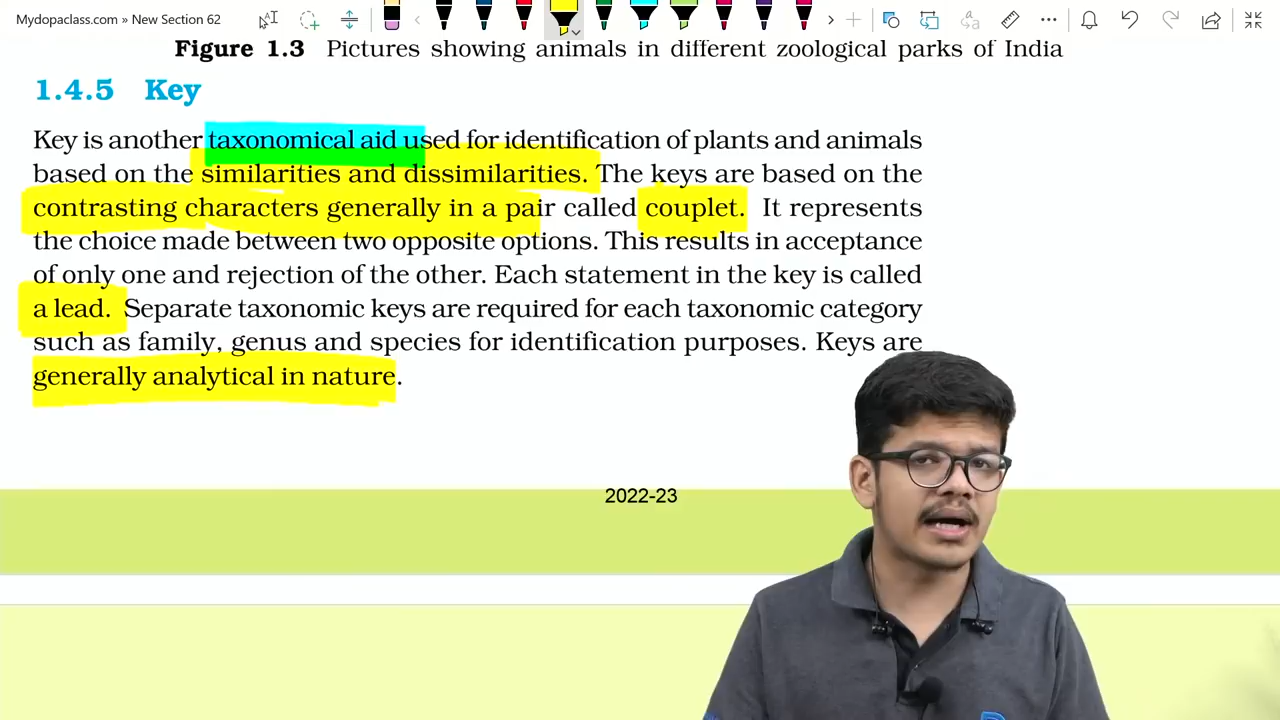 Mydopaclass.com » New Section 62
Figure 1.3 Pictures showing animals in different zoological parks of India
1.4.5 Key
Key is another taxonomical aid used for identification of plants and animals
based on the similarities and dissimilarities. The keys are based on the
contrasting characters generally in a pair called couplet. It represents
the choice made between two opposite options. This results in acceptance
of only one and rejection of the other. Each statement in the key is called
a lead. Separate taxonomic keys are required for each taxonomic category
such as family, genus and species for identification purposes. Keys are
generally analytical in nature.
2022-23